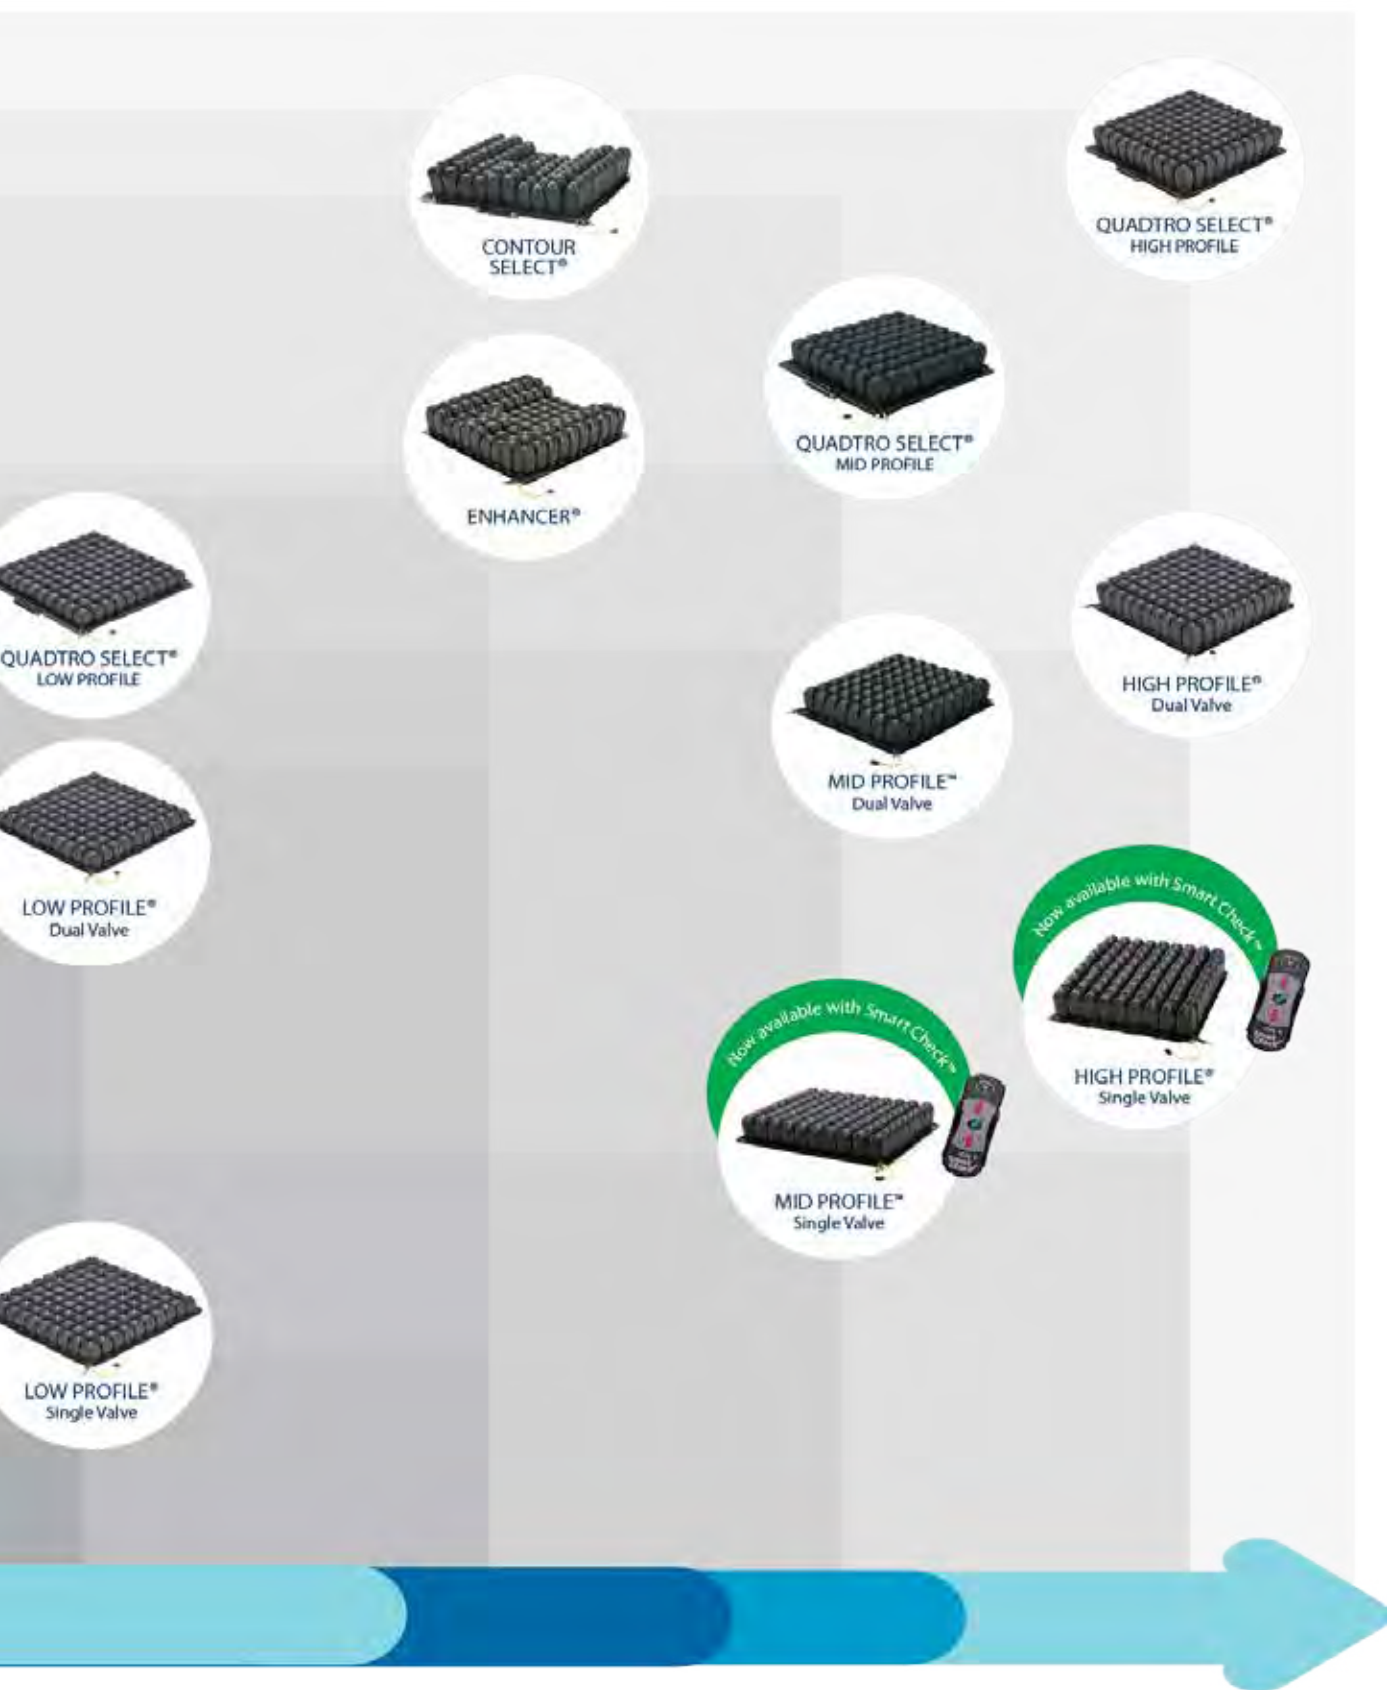 CONTOUR
SELECT®
QUADTRO SELECT®
HIGH PROFILE
ENHANCER®
QUADTRO SELECT®
MID PROFILE
QUADTRO SELECT®
LOW PROFILE
HIGH PROFILE®
Dual Valve
MID PROFILE™
Dual Valve
LOW PROFILE®
Dual Valve
Now available with Smart Check™
HIGH PROFILE®
Single Valve
Now available with Smart Check™
MID PROFILE™
Single Valve
LOW PROFILE®
Single Valve